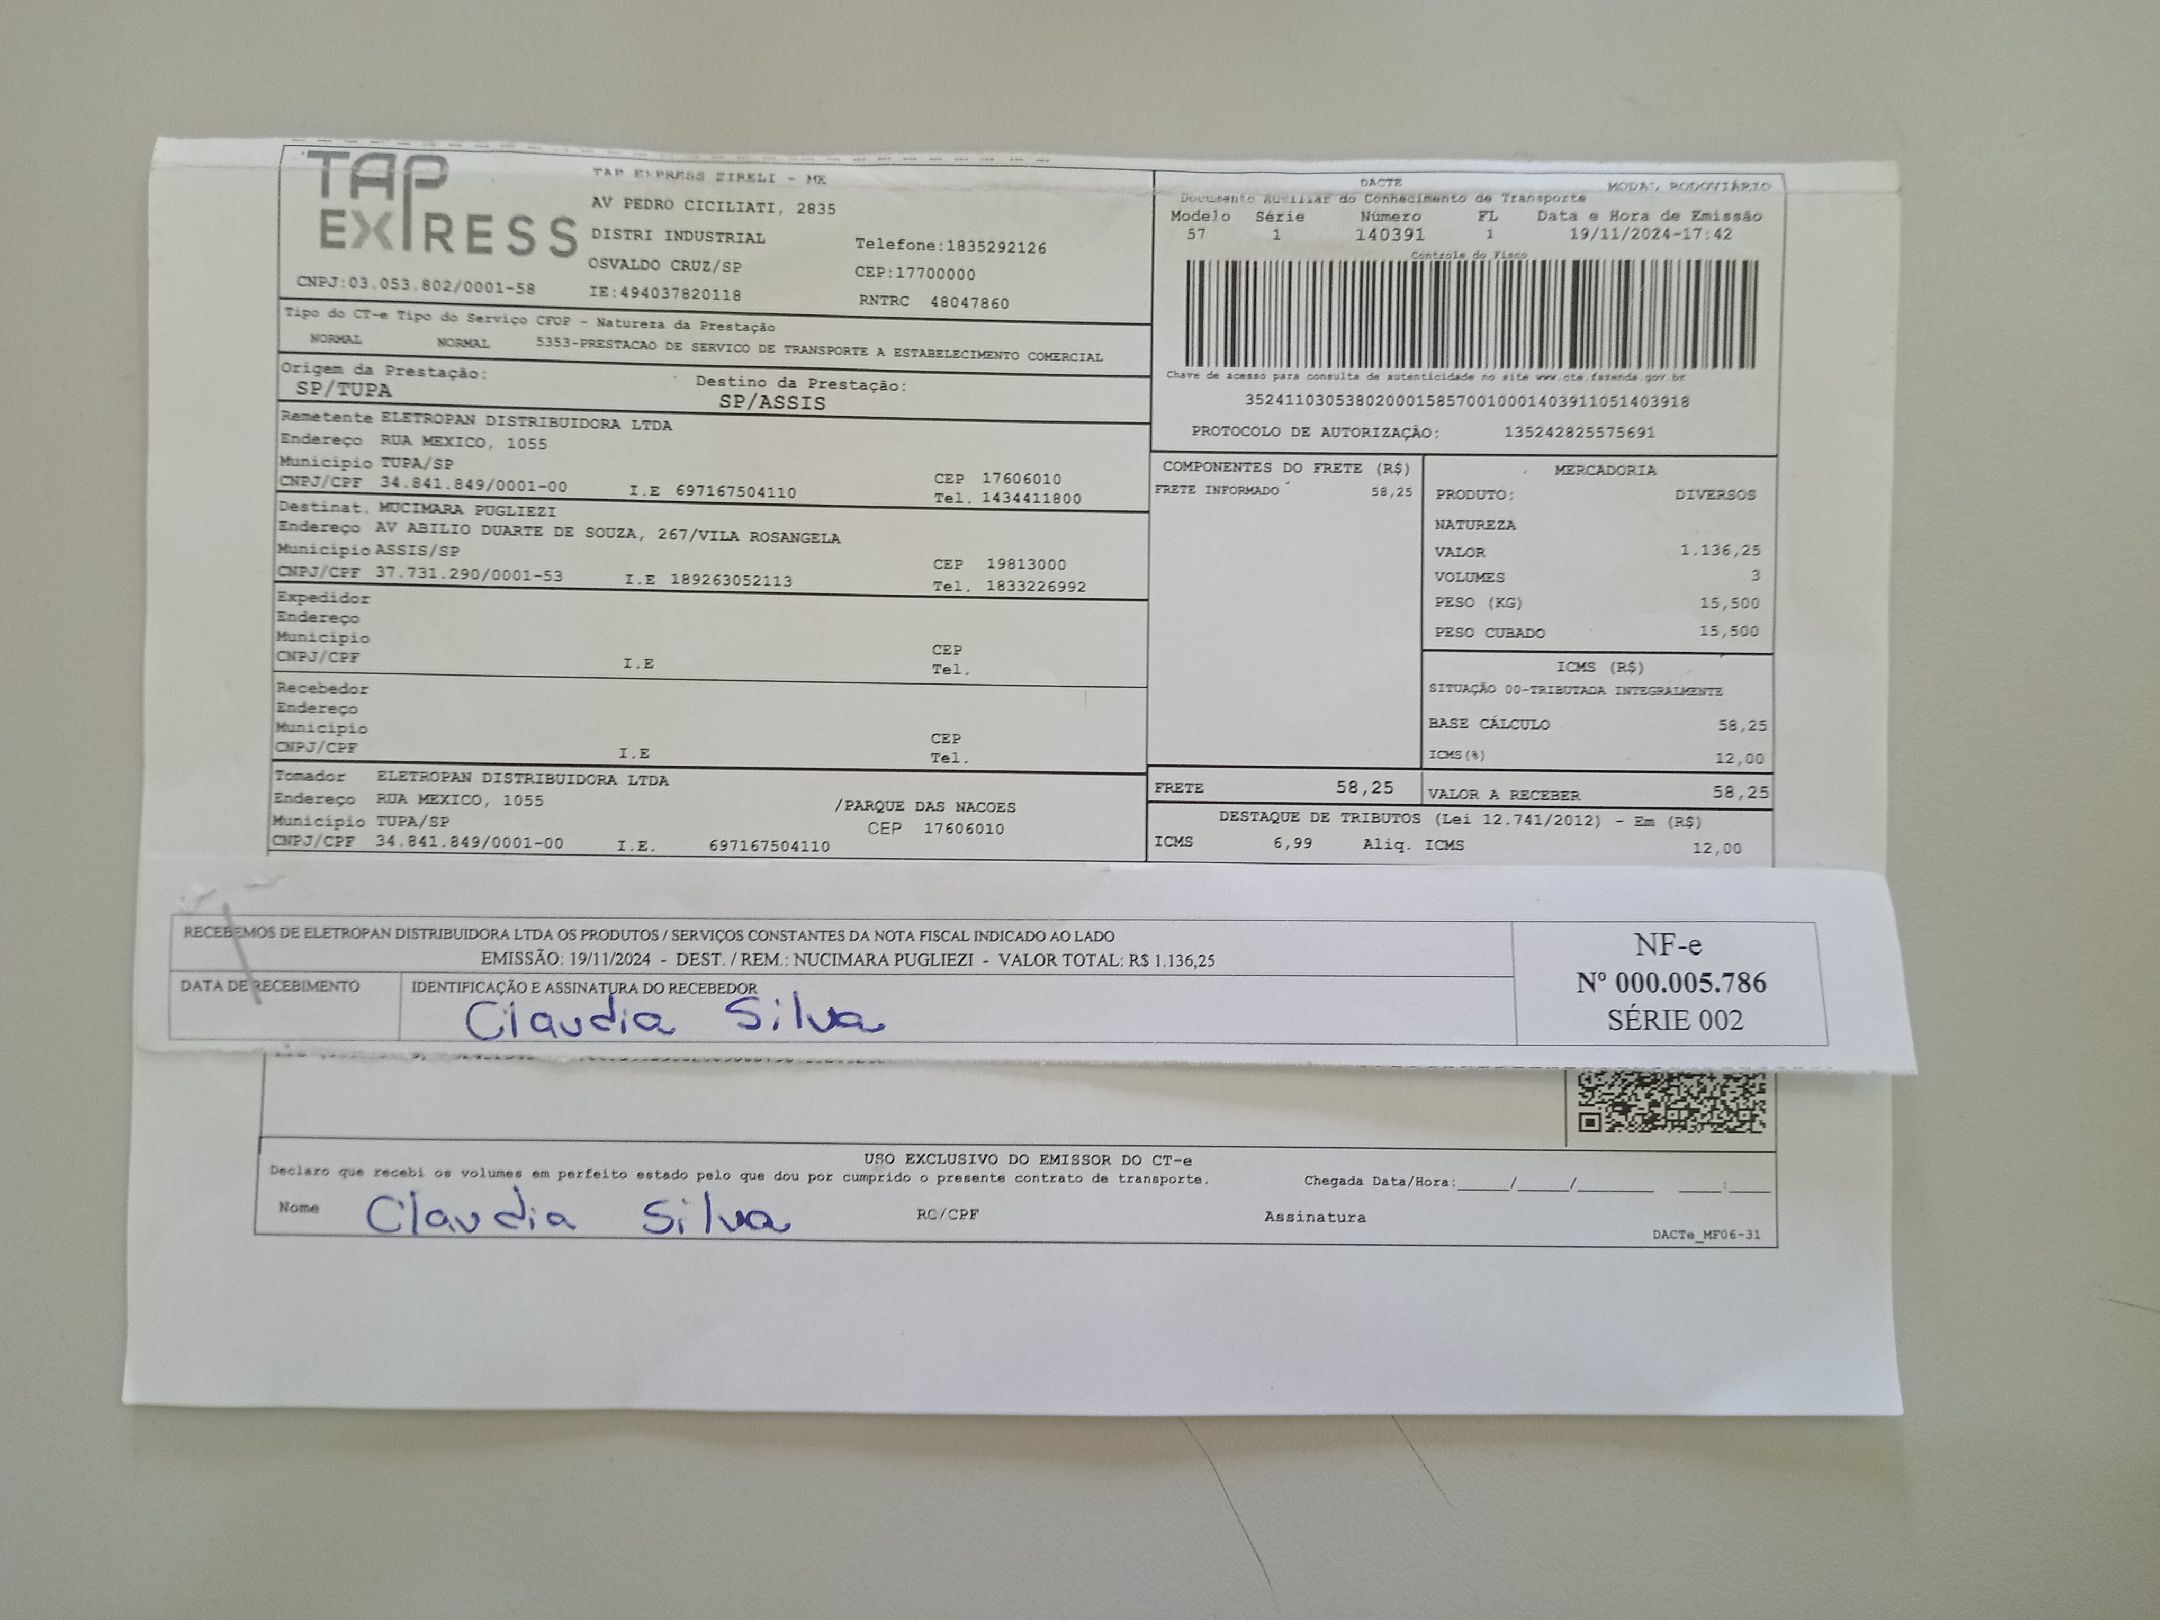 TAP EXPRESS
TAP EXPRESS EIRELI - ME
AV PEDRO CICILIATI, 2835
DISTRI INDUSTRIAL
Telefone:1835292126
OSVALDO CRUZ/SP
CEP:17700000
CNPJ:03.053.802/0001-58
IE:494037820118
RNTRC 48047860
DACTE MODAL RODOVIÁRIO
Documento Auxiliar do Conhecimento de Transporte
Modelo Série Número FL Data e Hora de Emissão
57 1 140391 1 19/11/2024-17:42
Controle do Fisco
Chave de acesso para consulta de autenticidade no site www.cte.fazenda.gov.br
35241103053802000158570010001403911051403918
PROTOCOLO DE AUTORIZAÇÃO: 135242825575691
Tipo do CT-e Tipo do Serviço CFOP - Natureza da Prestação
NORMAL NORMAL 5353-PRESTACAO DE SERVICO DE TRANSPORTE A ESTABELECIMENTO COMERCIAL
Origem da Prestação: Destino da Prestação:
SP/TUPA SP/ASSIS
Remetente ELETROPAN DISTRIBUIDORA LTDA
Endereço RUA MEXICO, 1055
Município TUPA/SP CEP 17606010
CNPJ/CPF 34.841.849/0001-00 I.E 697167504110 Tel. 1434411800
Destinat. MUCIMARA PUGLIEZI
Endereço AV ABILIO DUARTE DE SOUZA, 267/VILA ROSANGELA
Município ASSIS/SP CEP 19813000
CNPJ/CPF 37.731.290/0001-53 I.E 189263052113 Tel. 1833226992
Expedidor
Endereço
Município CEP
CNPJ/CPF I.E Tel.
Recebedor
Endereço
Município CEP
CNPJ/CPF I.E Tel.
Tomador ELETROPAN DISTRIBUIDORA LTDA
Endereço RUA MEXICO, 1055 /PARQUE DAS NACOES
Município TUPA/SP CEP 17606010
CNPJ/CPF 34.841.849/0001-00 I.E. 697167504110
COMPONENTES DO FRETE (R$)
FRETE INFORMADO 58,25
MERCADORIA
PRODUTO: DIVERSOS
NATUREZA
VALOR 1.136,25
VOLUMES 3
PESO (KG) 15,500
PESO CUBADO 15,500
ICMS (R$)
SITUAÇÃO 00-TRIBUTADA INTEGRALMENTE
BASE CÁLCULO 58,25
ICMS(%) 12,00
FRETE 58,25 VALOR A RECEBER 58,25
DESTAQUE DE TRIBUTOS (Lei 12.741/2012) - Em (R$)
ICMS 6,99 Aliq. ICMS 12,00
RECEBEMOS DE ELETROPAN DISTRIBUIDORA LTDA OS PRODUTOS / SERVIÇOS CONSTANTES DA NOTA FISCAL INDICADO AO LADO
EMISSÃO: 19/11/2024 - DEST. / REM.: NUCIMARA PUGLIEZI - VALOR TOTAL: R$ 1.136,25
DATA DE RECEBIMENTO IDENTIFICAÇÃO E ASSINATURA DO RECEBEDOR
Claudia Silva
NF-e
Nº 000.005.786
SÉRIE 002
USO EXCLUSIVO DO EMISSOR DO CT-e
Declaro que recebi os volumes em perfeito estado pelo que dou por cumprido o presente contrato de transporte.
Chegada Data/Hora:_____/_____/________ ____:____
Nome Claudia Silva RG/CPF Assinatura
DACTe_MF06-31